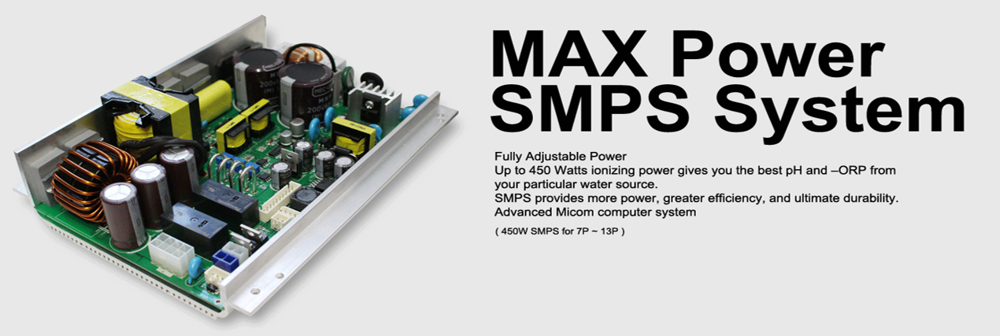 MAX Power
SMPS System
Fully Adjustable Power
Up to 450 Watts ionizing power gives you the best pH and –ORP from
your particular water source.
SMPS provides more power, greater efficiency, and ultimate durability.
Advanced Micom computer system
( 450W SMPS for 7P ~ 13P )